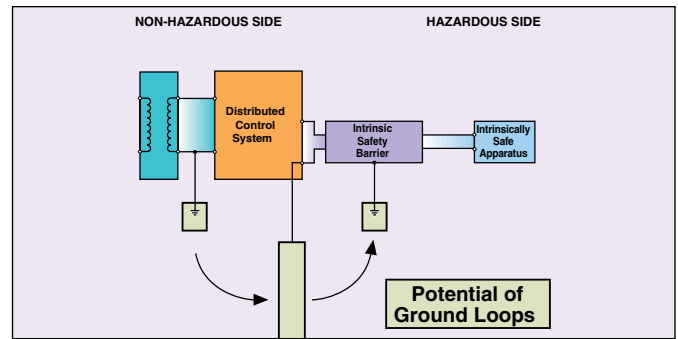 NON-HAZARDOUS SIDE
HAZARDOUS SIDE
Distributed
Control
System
Intrinsic
Safety
Barrier
Intrinsically
Safe
Apparatus
Potential of
Ground Loops